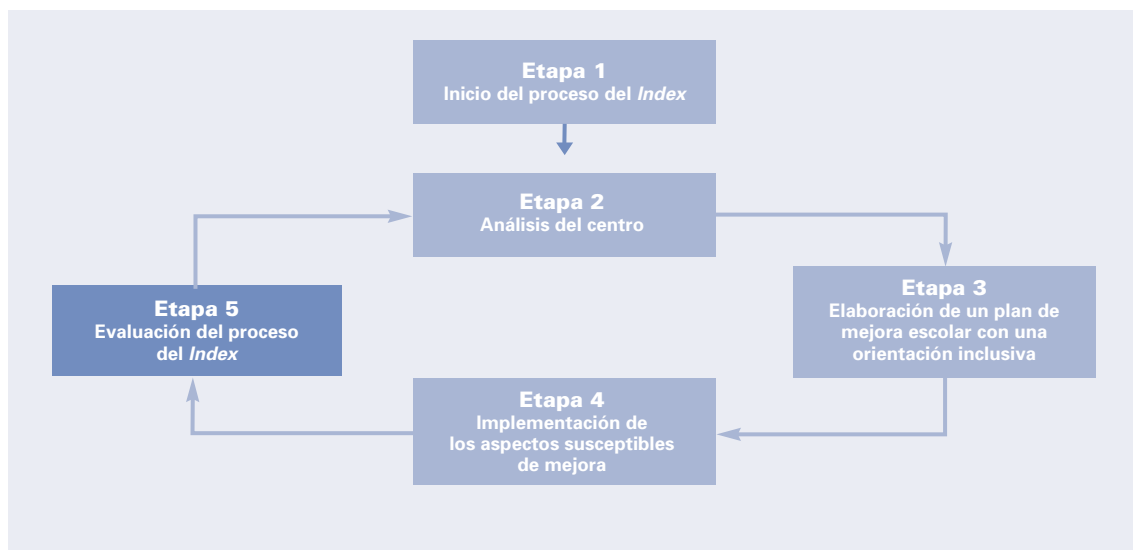 Etapa 1
Inicio del proceso del Index
Etapa 2
Análisis del centro
Etapa 3
Elaboración de un plan de
mejora escolar con una
orientación inclusiva
Etapa 4
Implementación de
los aspectos susceptibles
de mejora
Etapa 5
Evaluación del proceso
del Index